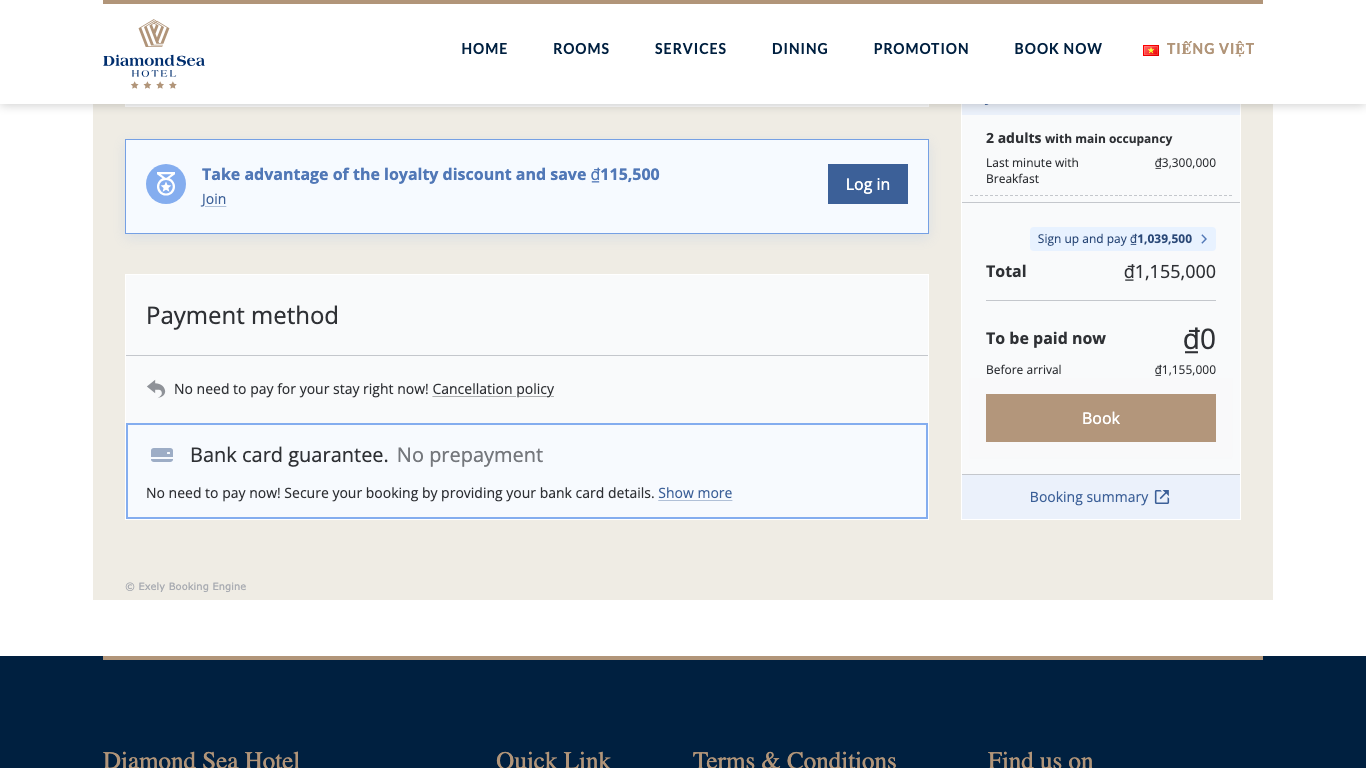 Diamond Sea
HOTEL
HOME
ROOMS
SERVICES
DINING
PROMOTION
BOOK NOW
TIẾNG VIỆT
Take advantage of the loyalty discount and save ₫115,500
Join
Log in
Payment method
No need to pay for your stay right now! Cancellation policy
Bank card guarantee. No prepayment
No need to pay now! Secure your booking by providing your bank card details. Show more
© Exely Booking Engine
2 adults with main occupancy
Last minute with ₫3,300,000
Breakfast
Sign up and pay ₫1,039,500
Total ₫1,155,000
To be paid now ₫0
Before arrival ₫1,155,000
Book
Booking summary
Diamond Sea Hotel
Quick Link
Terms & Conditions
Find us on